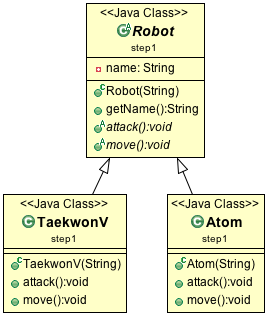 <<Java Class>>
Robot
step1
name: String
Robot(String)
getName():String
attack():void
move():void
<<Java Class>>
TaekwonV
step1
TaekwonV(String)
attack():void
move():void
<<Java Class>>
Atom
step1
Atom(String)
attack():void
move():void